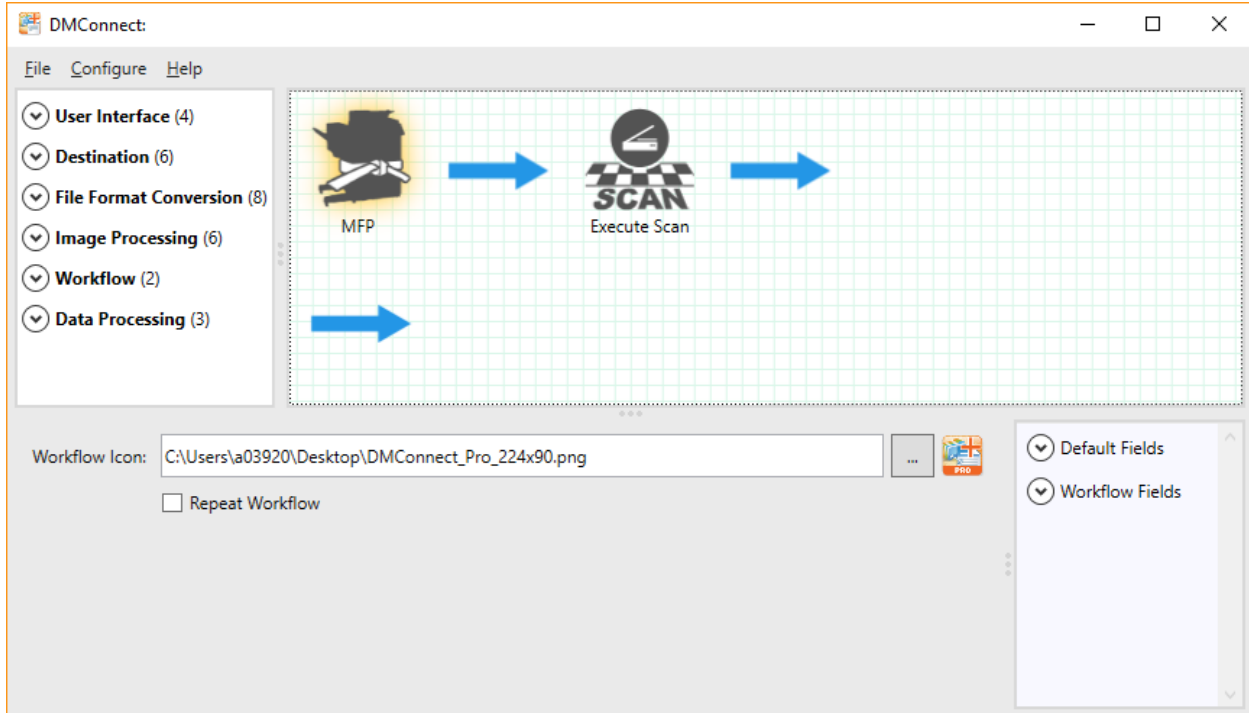 DMConnect:
File Configure Help
User Interface (4)
Destination (6)
File Format Conversion (8)
Image Processing (6)
Workflow (2)
Data Processing (3)
SCAN
MFP
Execute Scan
Workflow Icon: C:\Users\a03920\Desktop\DMConnect_Pro_224x90.png ... PRO
Repeat Workflow
Default Fields
Workflow Fields